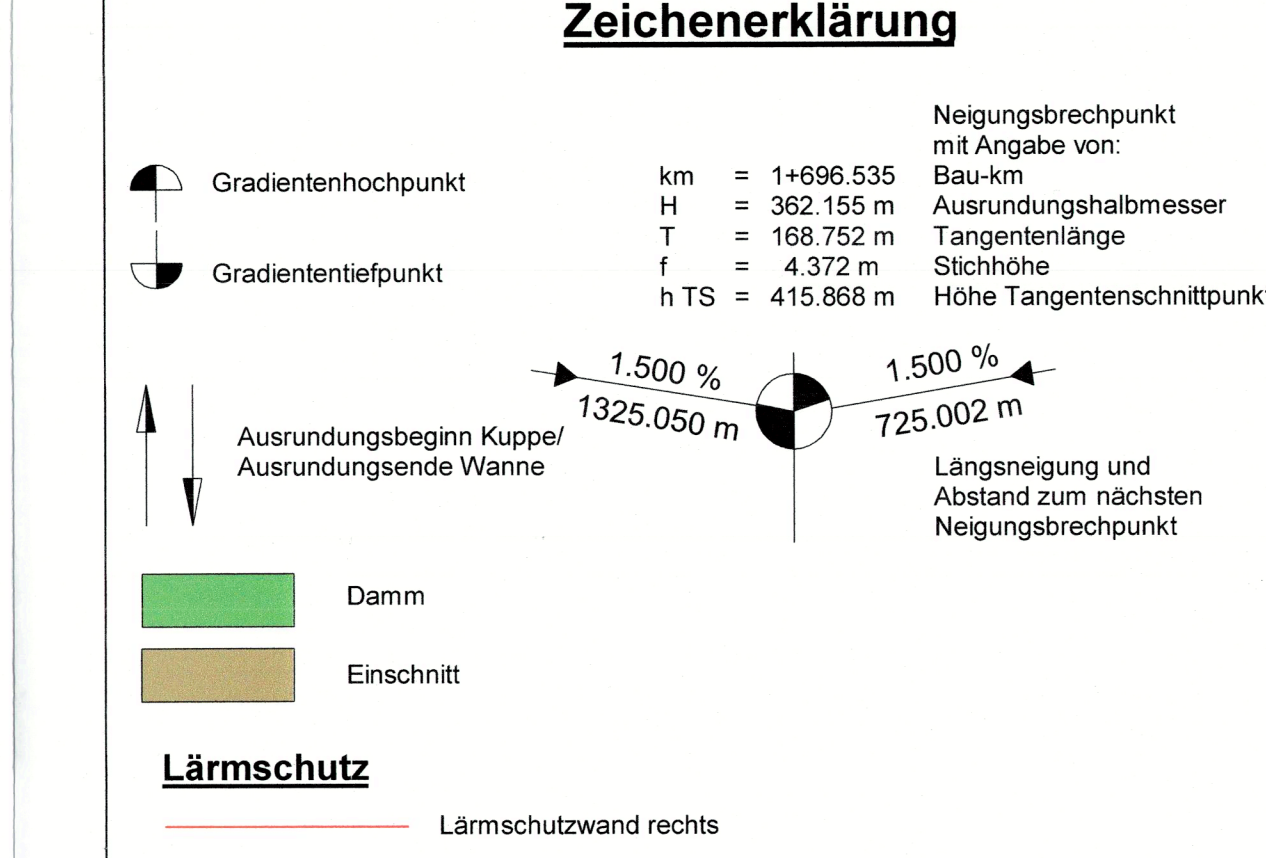 Zeichenerklärung
Gradientenhochpunkt
Gradiententiefpunkt
Neigungsbrechpunkt
mit Angabe von:
km = 1+696.535 Bau-km
H = 362.155 m Ausrundungshalbmesser
T = 168.752 m Tangentenlänge
f = 4.372 m Stichhöhe
h TS = 415.868 m Höhe Tangentenschnittpunkt
1.500 %
1325.050 m
1.500 %
725.002 m
Ausrundungsbeginn Kuppe/
Ausrundungsende Wanne
Längsneigung und
Abstand zum nächsten
Neigungsbrechpunkt
Damm
Einschnitt
Lärmschutz
Lärmschutzwand rechts